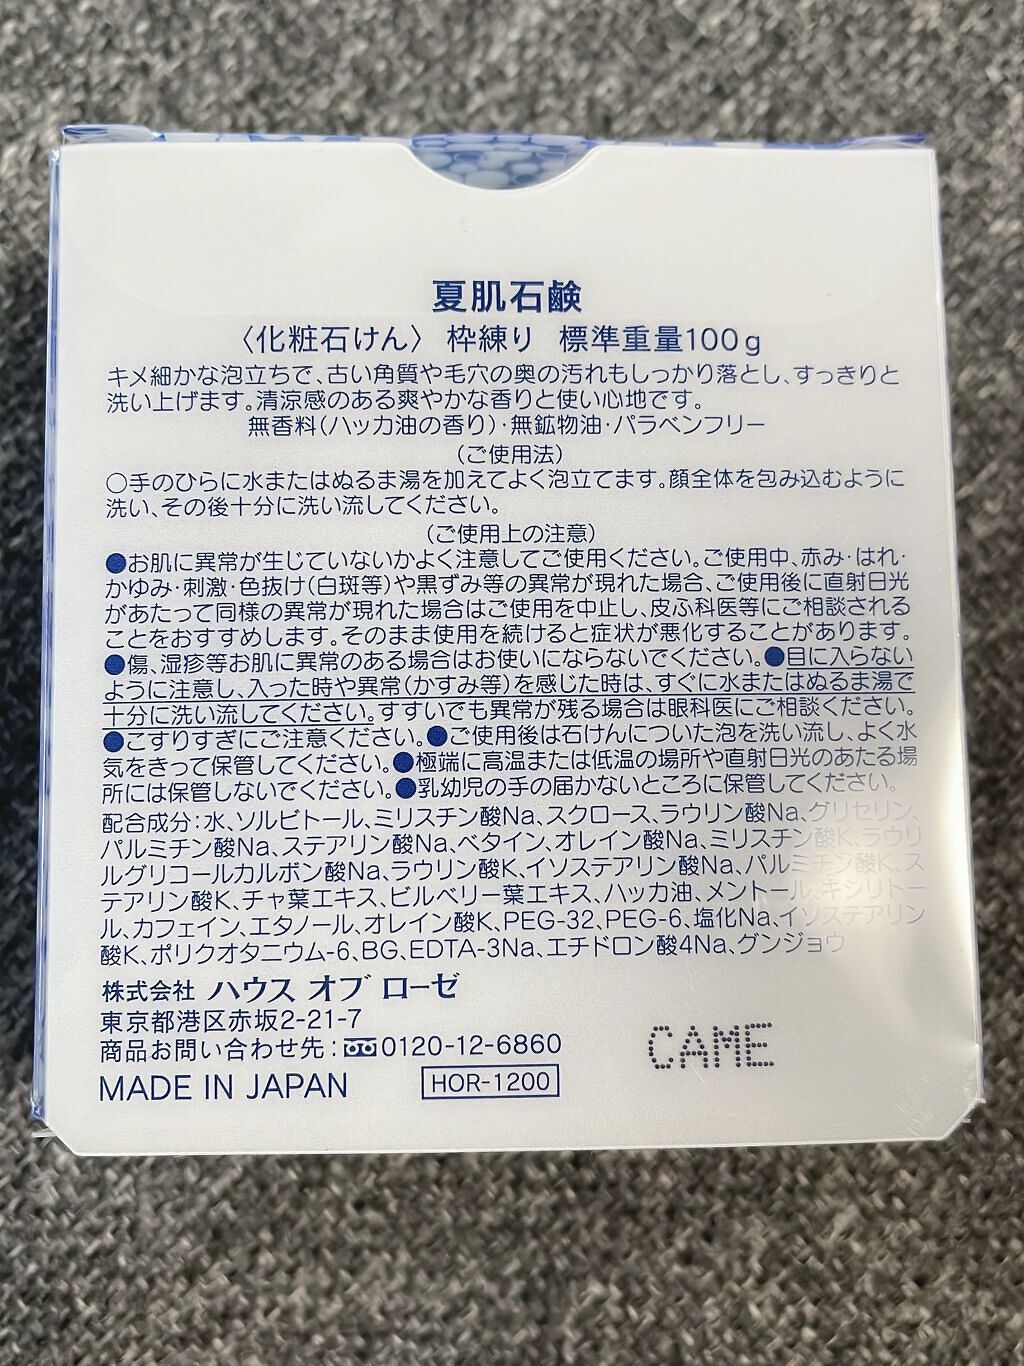 夏肌石鹸
〈化粧石けん〉 枠練り 標準重量100g
キメ細かな泡立ちで、古い角質や毛穴の奥の汚れもしっかり落とし、すっきりと
洗い上げます。清涼感のある爽やかな香りと使い心地です。
無香料(ハッカ油の香り)・無鉱物油・パラベンフリー
(ご使用法)
○手のひらに水またはぬるま湯を加えてよく泡立てます。顔全体を包み込むように
洗い、その後十分に洗い流してください。
(ご使用上の注意)
●お肌に異常が生じていないかよく注意してご使用ください。ご使用中、赤み・はれ・
かゆみ・刺激・色抜け(白斑等)や黒ずみ等の異常が現れた場合、ご使用後に直射日光
があたって同様の異常が現れた場合はご使用を中止し、皮ふ科医等にご相談される
ことをおすすめします。そのまま使用を続けると症状が悪化することがあります。
●傷、湿疹等お肌に異常のある場合はお使いにならないでください。●目に入らない
ように注意し、入った時や異常(かすみ等)を感じた時は、すぐに水またはぬるま湯で
十分に洗い流してください。すすいでも異常が残る場合は眼科医にご相談ください。
●こすりすぎにご注意ください。●ご使用後は石けんについた泡を洗い流し、よく水
気をきって保管してください。●極端に高温または低温の場所や直射日光のあたる場
所には保管しないでください。●乳幼児の手の届かないところに保管してください。
配合成分:水、ソルビトール、ミリスチン酸Na、スクロース、ラウリン酸Na、グリセリン、
パルミチン酸Na、ステアリン酸Na、ベタイン、オレイン酸Na、ミリスチン酸K、ラウリ
ルグリコールカルボン酸Na、ラウリン酸K、イソステアリン酸Na、パルミチン酸K、ス
テアリン酸K、チャ葉エキス、ビルベリー葉エキス、ハッカ油、メントール、キシリトー
ル、カフェイン、エタノール、オレイン酸K、PEG-32、PEG-6、塩化Na、イソステアリン
酸K、ポリクオタニウム-6、BG、EDTA-3Na、エチドロン酸4Na、グンジョウ
株式会社 ハウス オブ ローゼ
東京都港区赤坂2-21-7
商品お問い合わせ先:0120-12-6860
MADE IN JAPAN HOR-1200
CAME